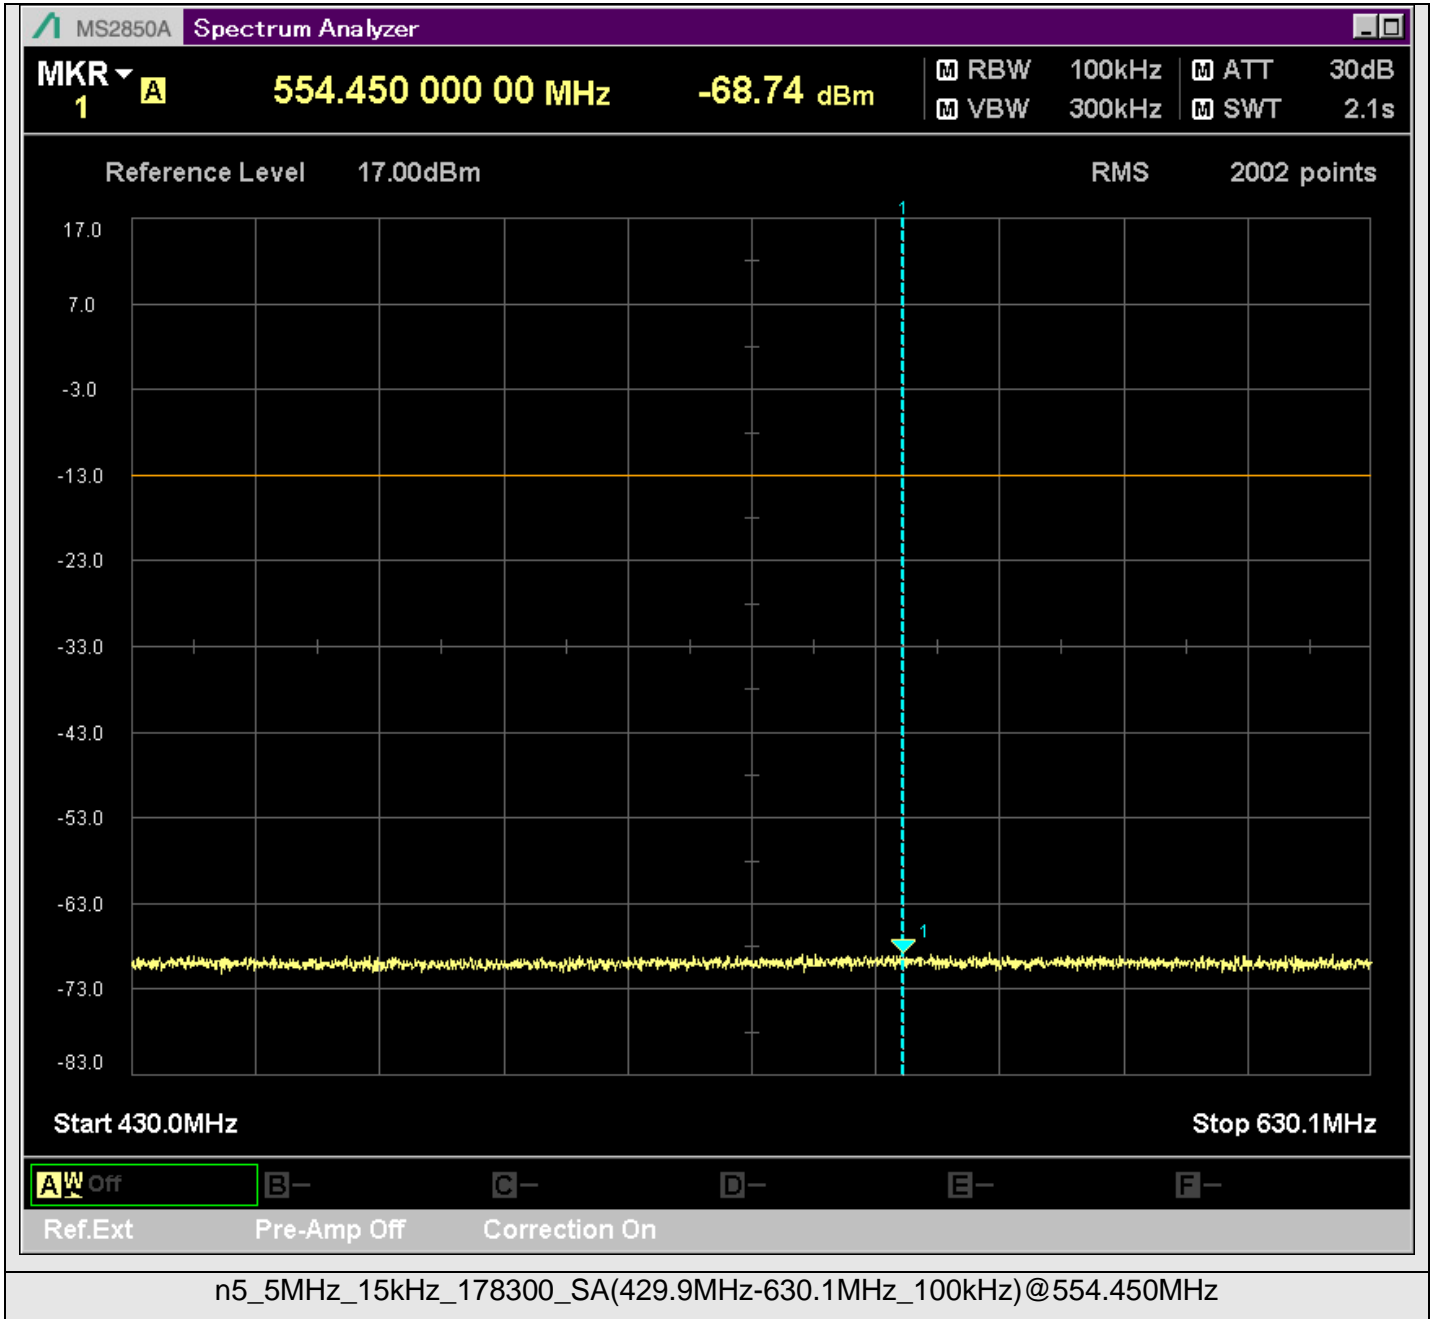 MS2850A Spectrum Analyzer
MKR 1 A 554.450 000 00 MHz -68.74 dBm
M RBW 100kHz M ATT 30dB
M VBW 300kHz M SWT 2.1s
Reference Level 17.00dBm RMS 2002 points
1
17.0
7.0
-3.0
-13.0
-23.0
-33.0
-43.0
-53.0
-63.0
1
-73.0
-83.0
Start 430.0MHz Stop 630.1MHz
A W Off B- C- D- E- F-
Ref.Ext Pre-Amp Off Correction On
n5_5MHz_15kHz_178300_SA(429.9MHz-630.1MHz_100kHz)@554.450MHz